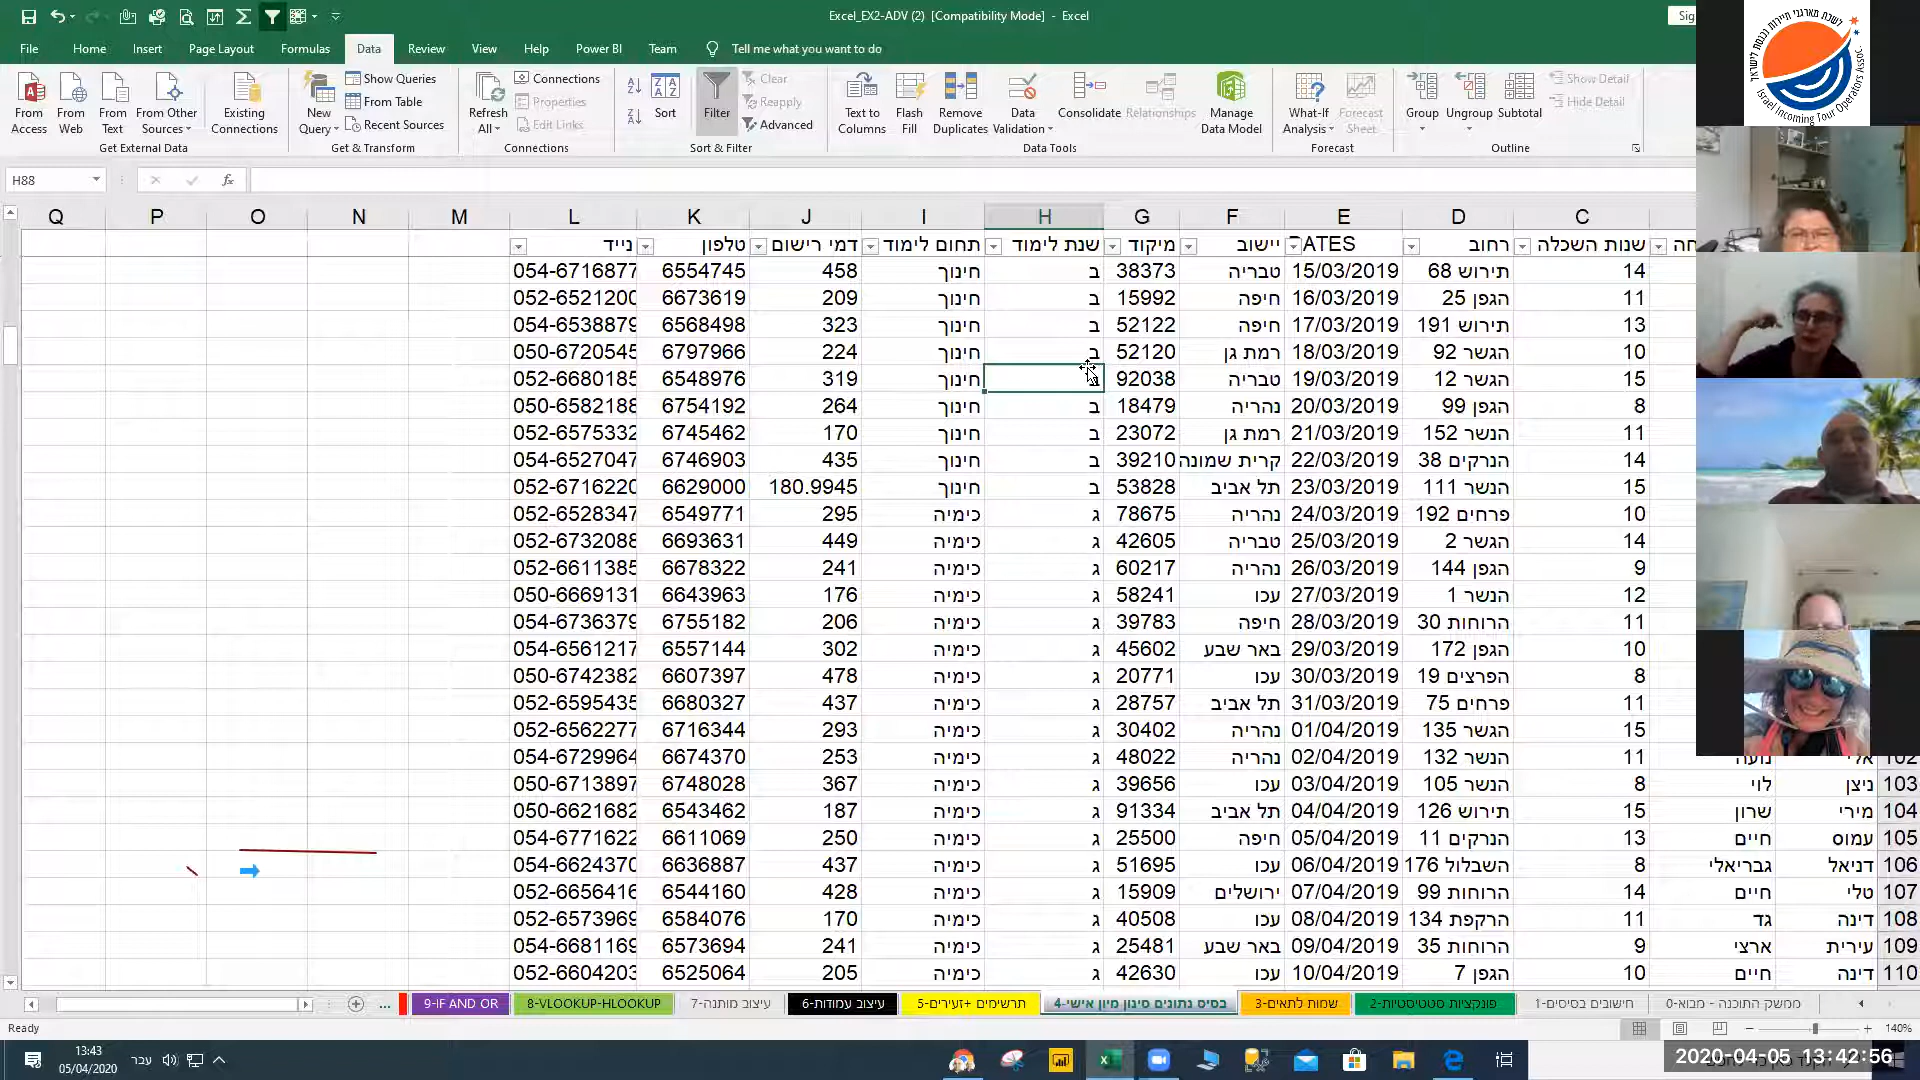 Excel_EX2-ADV (2) [Compatibility Mode] - Excel
Sig
File Home Insert Page Layout Formulas Data Review View Help Power BI Team Tell me what you want to do
From Access
From Web
From Text
From Other Sources
Existing Connections
Get External Data
New Query
Show Queries
From Table
Recent Sources
Get & Transform
Refresh All
Connections
Properties
Edit Links
Connections
Sort
Filter
Clear
Reapply
Advanced
Sort & Filter
Text to Columns
Flash Fill
Remove Duplicates
Data Validation
Consolidate
Relationships
Manage Data Model
Data Tools
What-If Analysis
Forecast Sheet
Forecast
Group
Ungroup
Subtotal
Show Detail
Hide Detail
Outline
לשכת מארגני תיירות נכנסת לישראל
Israel Incoming Tour Operators Assoc.
H88
fx
Q P O N M L K J I H G F E D C
שנות השכלה רחוב DATES יישוב מיקוד שנת לימוד תחום לימוד דמי רישום טלפון נייד
14 תירוש 68 15/03/2019 טבריה 38373 ב חינוך 458 6554745 054-6716877
11 הגפן 25 16/03/2019 חיפה 15992 ב חינוך 209 6673619 052-6521200
13 תירוש 191 17/03/2019 חיפה 52122 ב חינוך 323 6568498 054-6538879
10 הגשר 92 18/03/2019 רמת גן 52120 ב חינוך 224 6797966 050-6720545
15 הגשר 12 19/03/2019 טבריה 92038 ב חינוך 319 6548976 052-6680185
8 הגפן 99 20/03/2019 נהריה 18479 ב חינוך 264 6754192 050-6582188
11 הנשר 152 21/03/2019 רמת גן 23072 ב חינוך 170 6745462 052-6575332
14 הנרקים 38 22/03/2019 קרית שמונה 39210 ב חינוך 435 6746903 054-6527047
15 הנשר 111 23/03/2019 תל אביב 53828 ב חינוך 180.9945 6629000 052-6716220
10 פרחים 192 24/03/2019 נהריה 78675 ג כימיה 295 6549771 052-6528347
14 הגשר 2 25/03/2019 טבריה 42605 ג כימיה 449 6693631 052-6732088
9 הגפן 144 26/03/2019 נהריה 60217 ג כימיה 241 6678322 052-6611385
12 הנשר 1 27/03/2019 עכו 58241 ג כימיה 176 6643963 050-6669131
11 הרוחות 30 28/03/2019 חיפה 39783 ג כימיה 206 6755182 054-6736379
10 הגפן 172 29/03/2019 באר שבע 45602 ג כימיה 302 6557144 054-6561217
8 הפרצים 19 30/03/2019 עכו 20771 ג כימיה 478 6607397 050-6742382
11 פרחים 75 31/03/2019 תל אביב 28757 ג כימיה 437 6680327 052-6595435
15 הגשר 135 01/04/2019 נהריה 30402 ג כימיה 293 6716344 052-6562277
102 אלי נועה 11 הנשר 132 02/04/2019 נהריה 48022 ג כימיה 253 6674370 054-6729964
103 ניצן לוי 8 הנשר 105 03/04/2019 עכו 39656 ג כימיה 367 6748028 050-6713897
104 מירי שרון 15 תירוש 126 04/04/2019 תל אביב 91334 ג כימיה 187 6543462 050-6621682
105 עמוס חיים 13 הנרקים 11 05/04/2019 חיפה 25500 ג כימיה 250 6611069 054-6771622
106 דניאל גבריאלי 8 השבלול 176 06/04/2019 עכו 51695 ג כימיה 437 6636887 054-6624370
107 טלי חיים 14 הרוחות 99 07/04/2019 ירושלים 15909 ג כימיה 428 6544160 052-6656416
108 דינה גד 11 הרקפת 134 08/04/2019 עכו 40508 ג כימיה 170 6584076 052-6573969
109 עירית ארצי 9 הרוחות 35 09/04/2019 באר שבע 25481 ג כימיה 241 6573694 054-6681169
110 דינה חיים 10 הגפן 7 10/04/2019 עכו 42630 ג כימיה 205 6525064 052-6604203
ממשק התוכנה - מבוא-0 חישובים בסיסים-1 פונקציות סטטיסטיות-2 שמות לתאים-3 בסיס נתונים סינון מיון אישי-4 תרשימים +זעירים-5 עיצוב עמודות-6 עיצוב מותנה-7 8-VLOOKUP-HLOOKUP 9-IF AND OR ...
Ready
140%
13:43
05/04/2020
עבר
2020-04-05 13:42:56